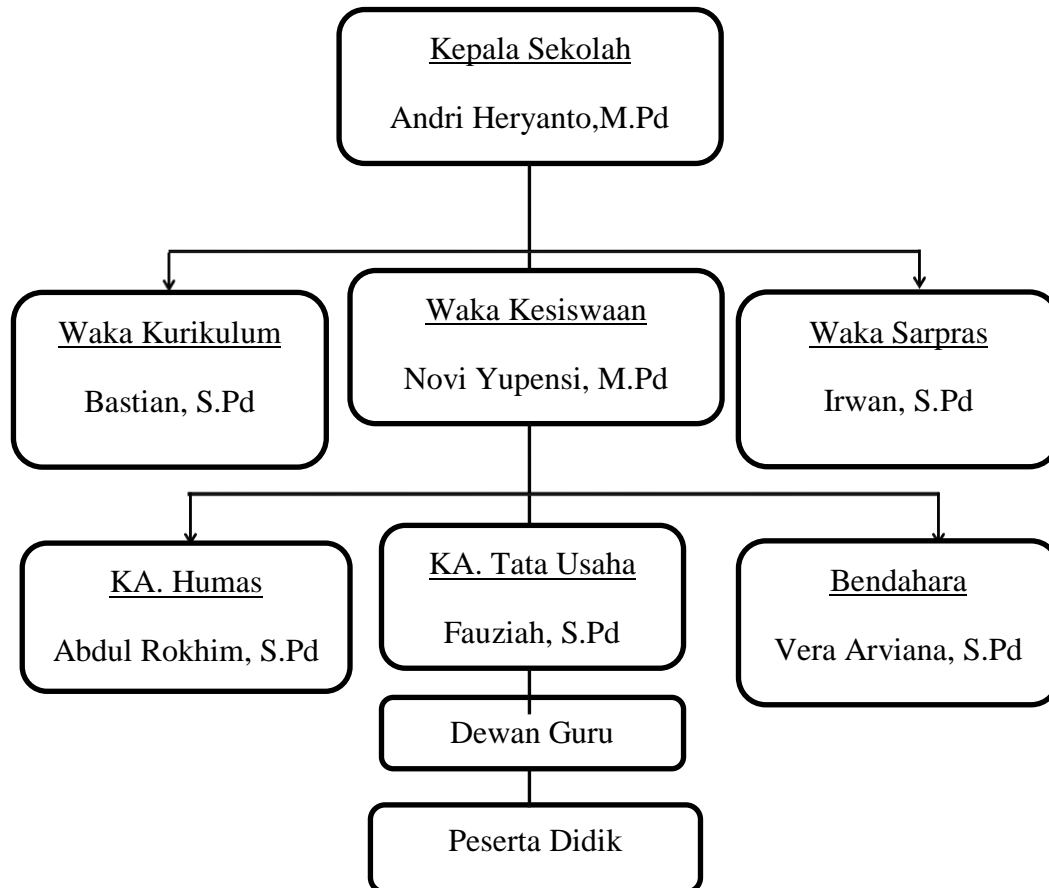 Kepala Sekolah
Andri Heryanto,M.Pd
Waka Kurikulum
Bastian, S.Pd
Waka Kesiswaan
Novi Yupensi, M.Pd
Waka Sarpras
Irwan, S.Pd
KA. Humas
Abdul Rokhim, S.Pd
KA. Tata Usaha
Fauziah, S.Pd
Bendahara
Vera Arviana, S.Pd
Dewan Guru
Peserta Didik